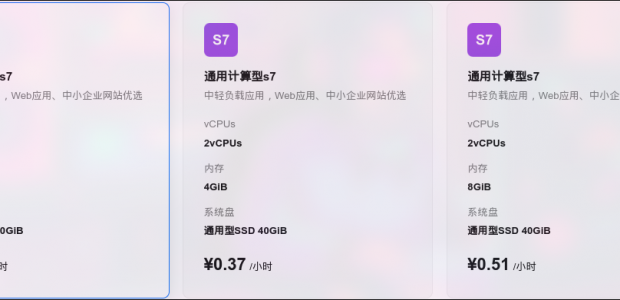 s7
，Web应用、中小企业网站优选
0GiB
时
S7
通用计算型s7
中轻负载应用，Web应用、中小企业网站优选
vCPUs
2vCPUs
内存
4GiB
系统盘
通用型SSD 40GiB
¥0.37 /小时
S7
通用计算型s7
中轻负载应用，Web应用、中小企
vCPUs
2vCPUs
内存
8GiB
系统盘
通用型SSD 40GiB
¥0.51 /小时